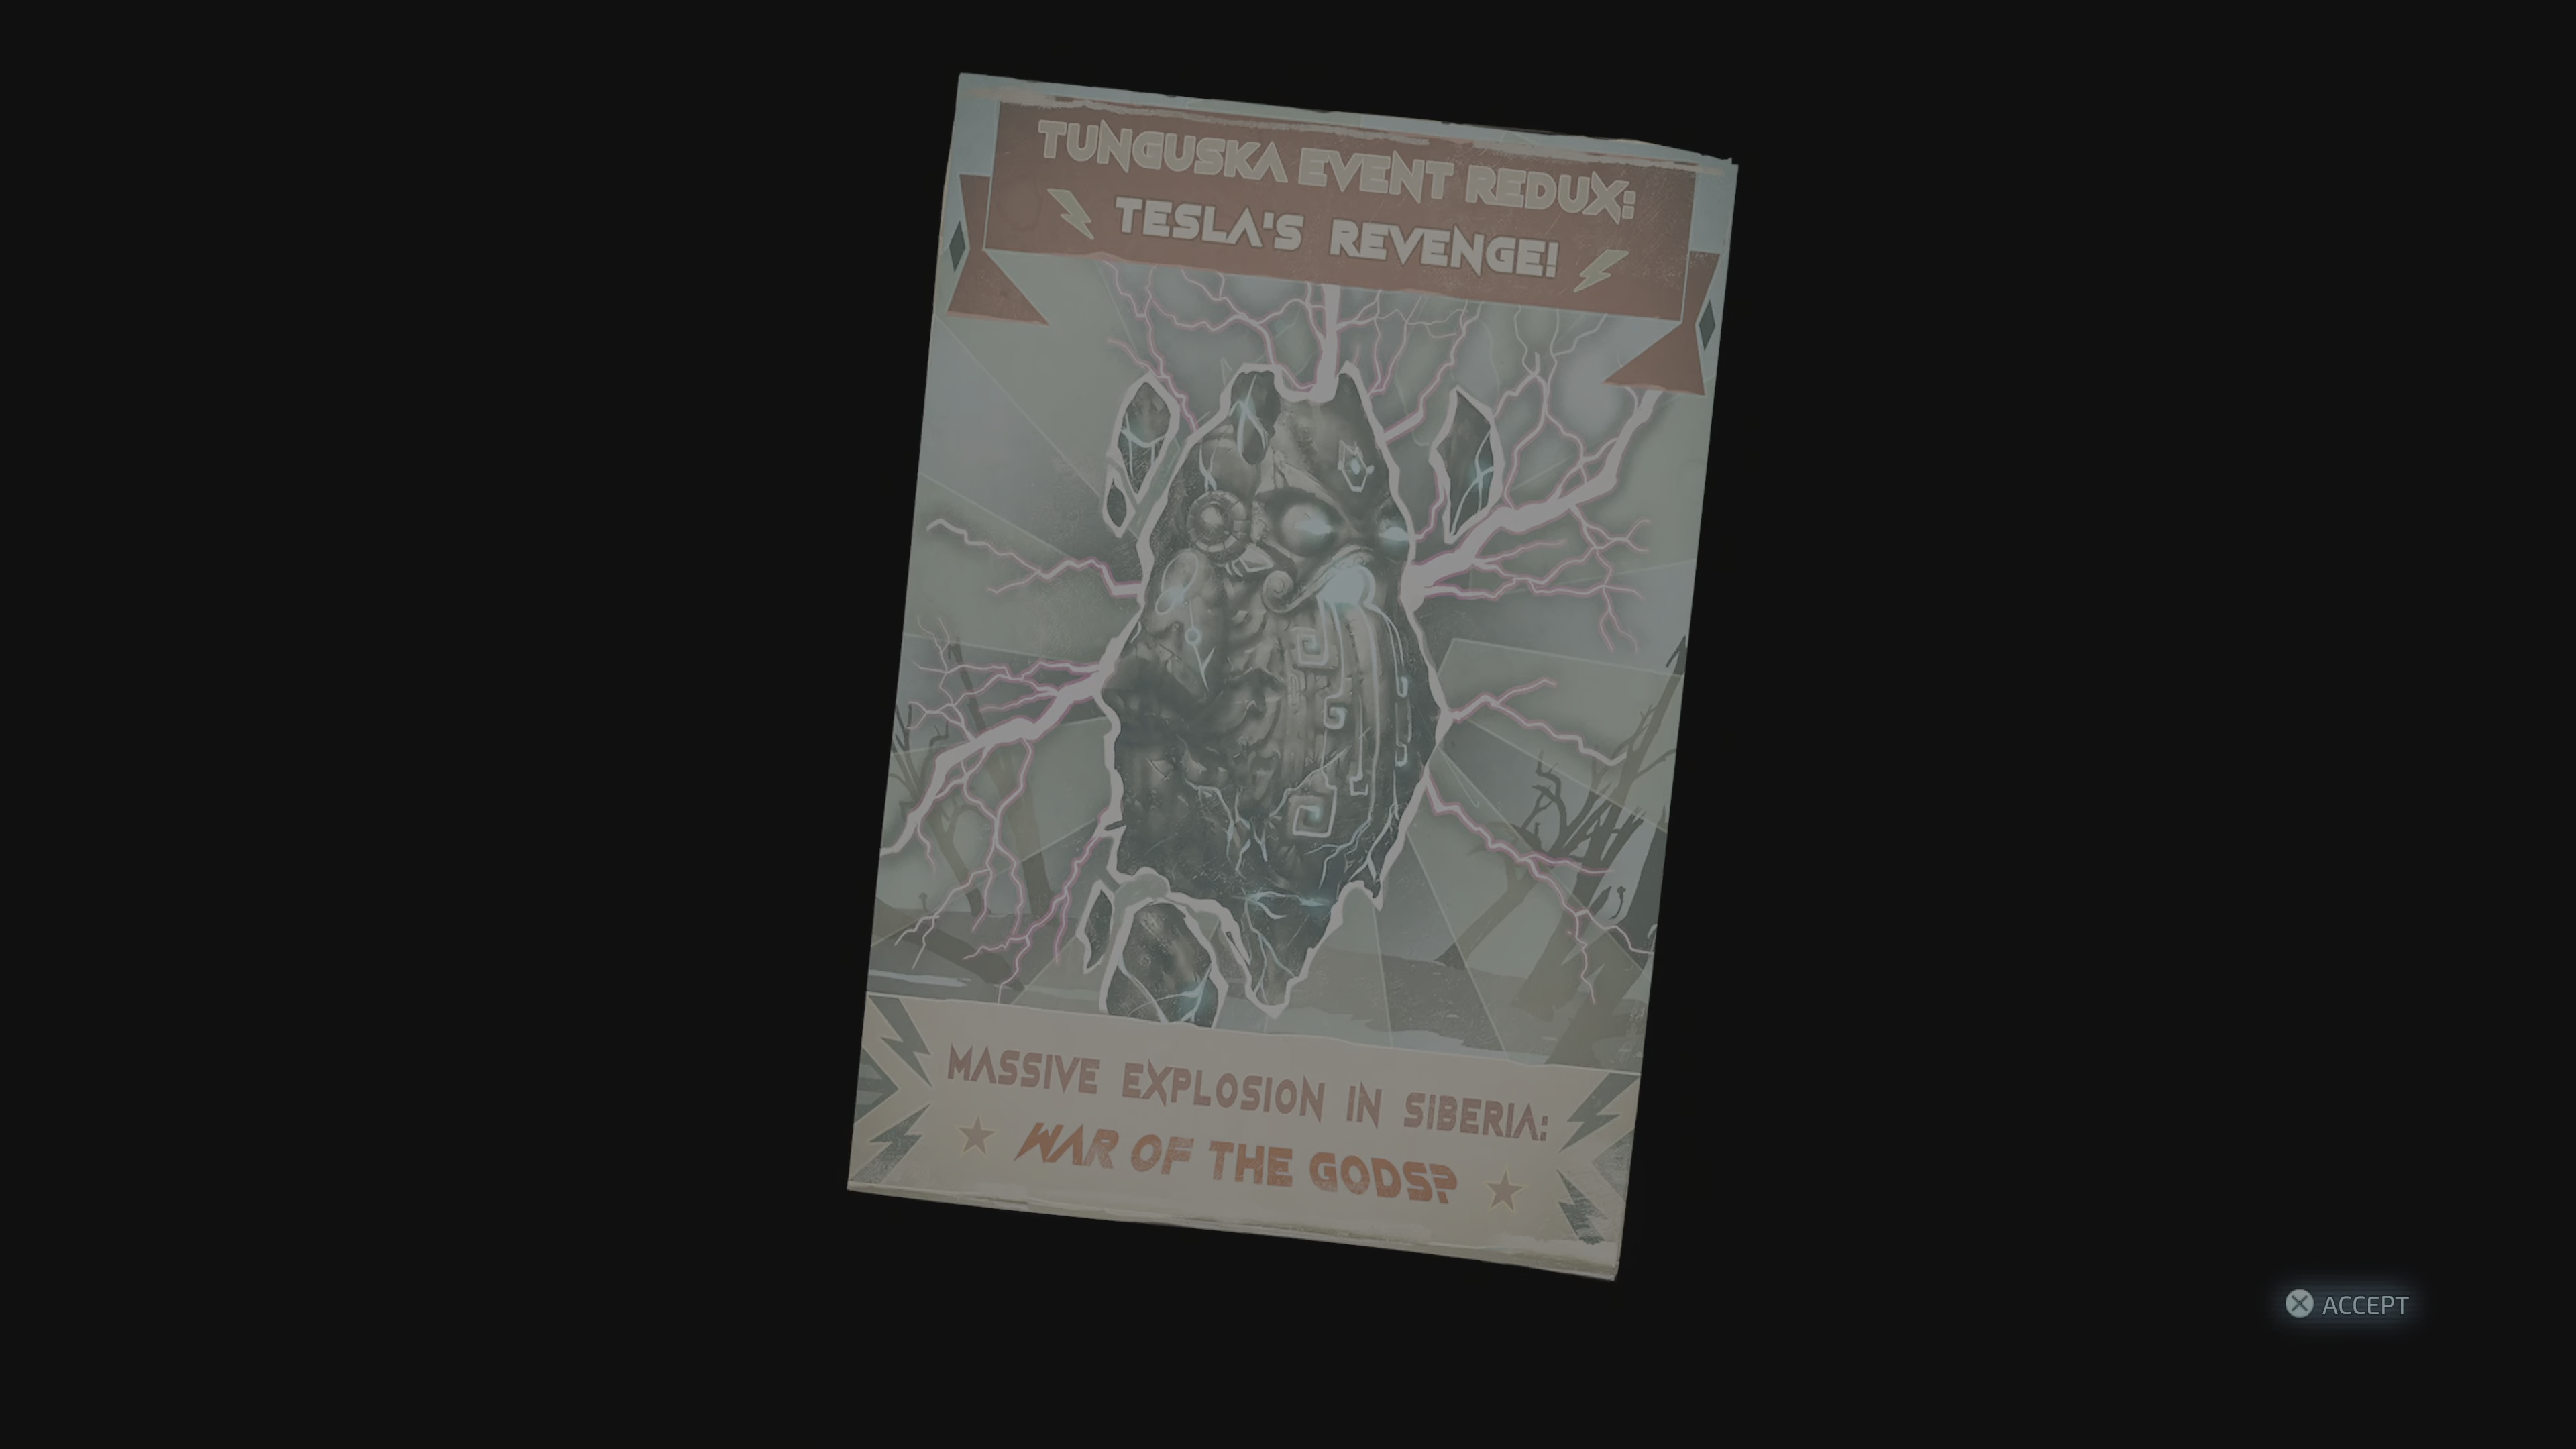 TUNGUSKA EVENT REDUX:
TESLA'S REVENGE!
MASSIVE EXPLOSION IN SIBERIA:
WAR OF THE GODS?
ACCEPT